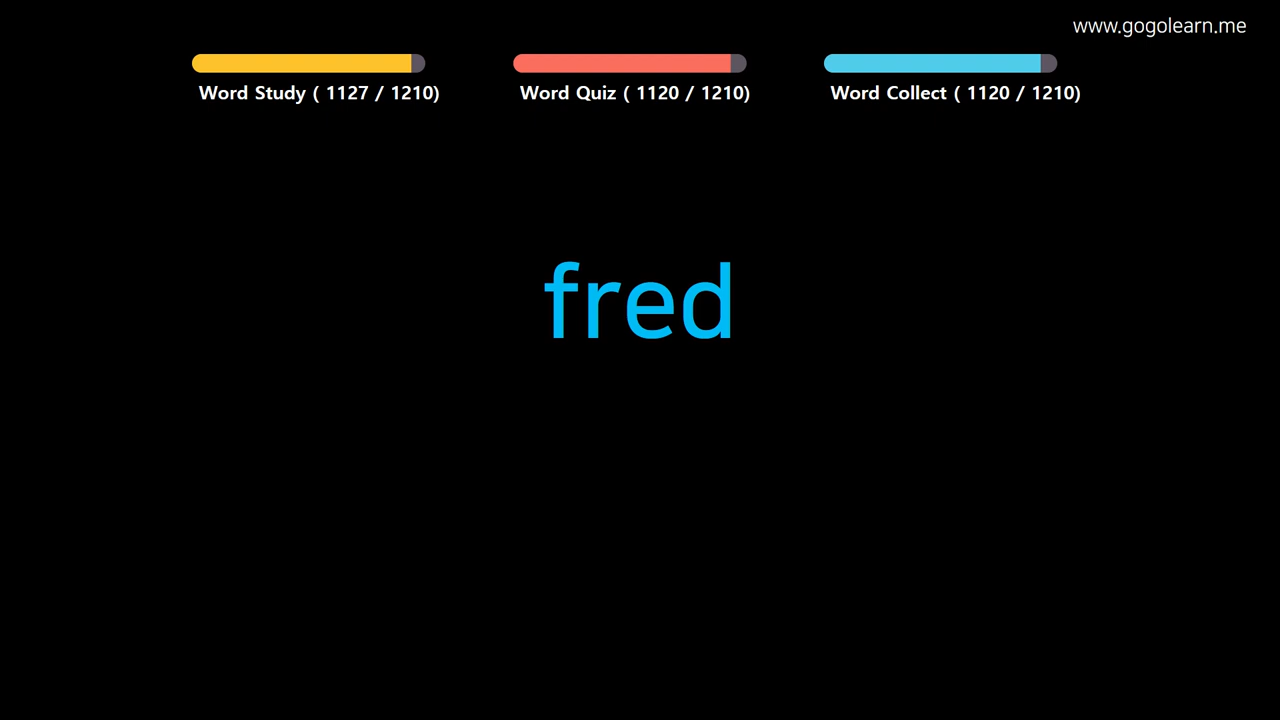 www.gogolearn.me
Word Study ( 1127 / 1210)
Word Quiz ( 1120 / 1210)
Word Collect ( 1120 / 1210)
fred